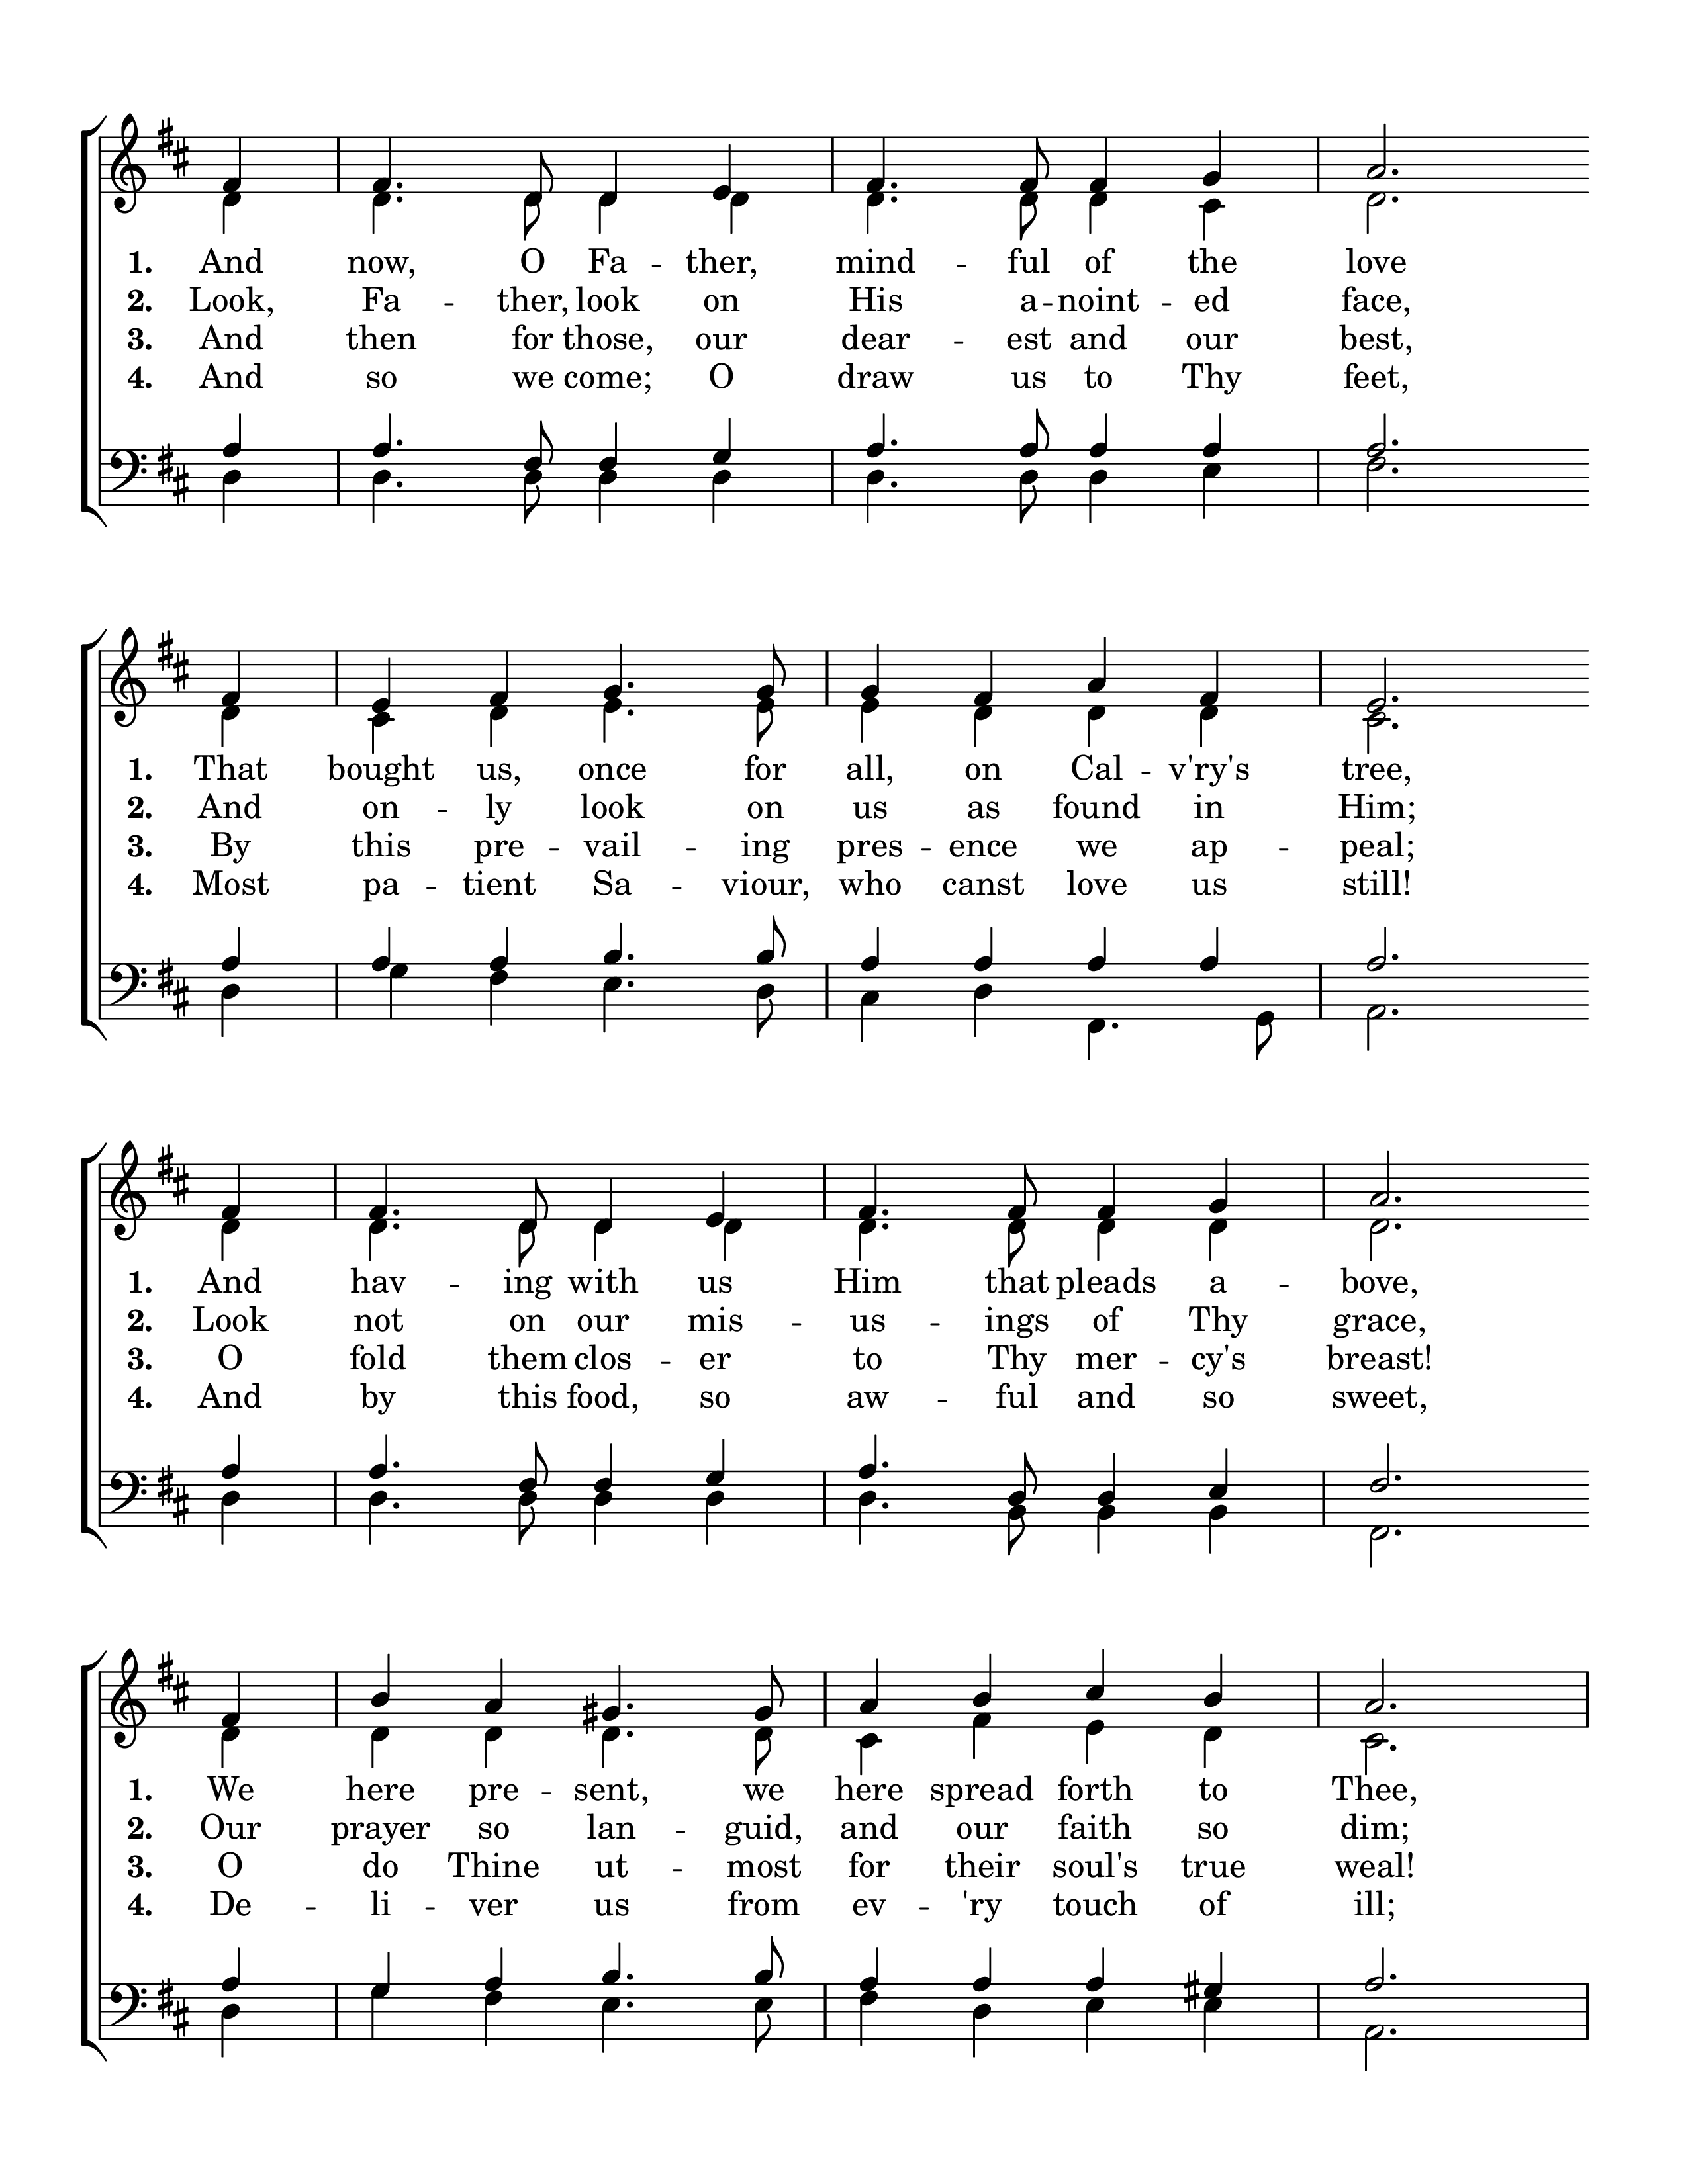 1. And now, O Fa -- ther, mind -- ful of the love
2. Look, Fa -- ther, look on His a -- noint -- ed face,
3. And then for those, our dear -- est and our best,
4. And so we come; O draw us to Thy feet,
1. That bought us, once for all, on Cal -- v'ry's tree,
2. And on -- ly look on us as found in Him;
3. By this pre -- vail -- ing pres -- ence we ap -- peal;
4. Most pa -- tient Sa -- viour, who canst love us still!
1. And hav -- ing with us Him that pleads a -- bove,
2. Look not on our mis -- us -- ings of Thy grace,
3. O fold them clos -- er to Thy mer -- cy's breast!
4. And by this food, so aw -- ful and so sweet,
1. We here pre -- sent, we here spread forth to Thee,
2. Our prayer so lan -- guid, and our faith so dim;
3. O do Thine ut -- most for their soul's true weal!
4. De -- li -- ver us from ev -- 'ry touch of ill;